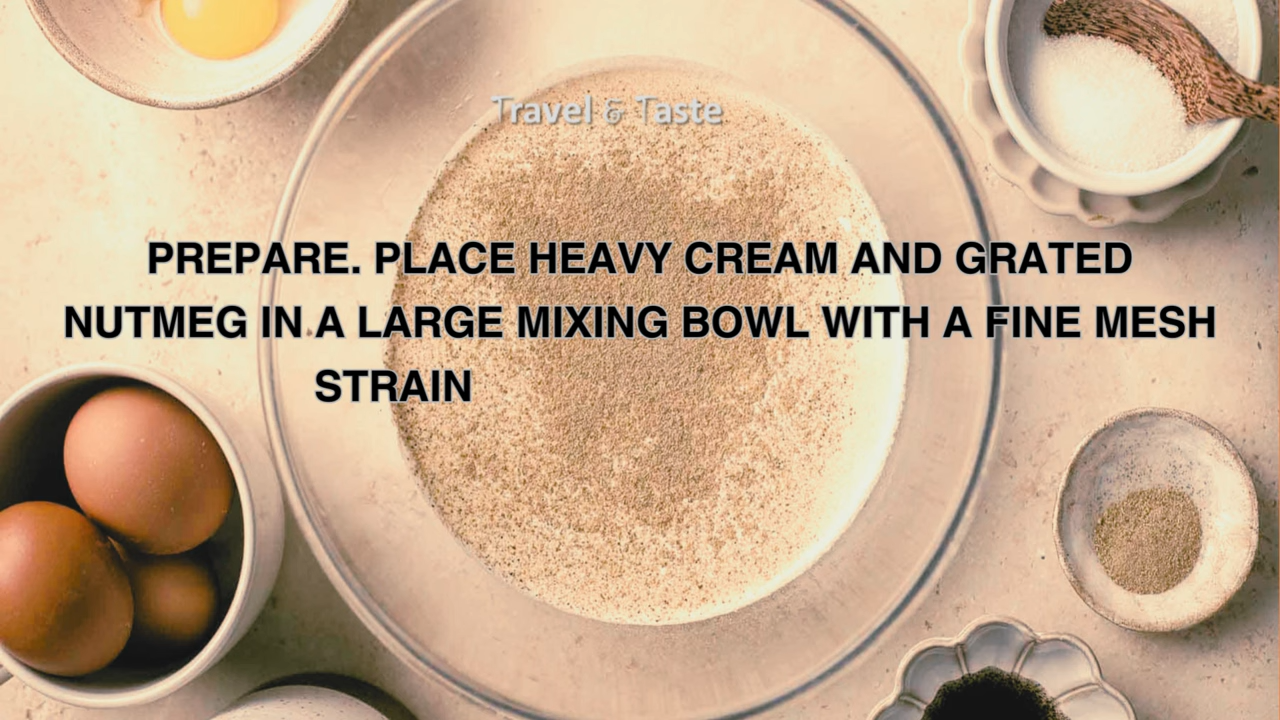 Travel & Taste
PREPARE. PLACE HEAVY CREAM AND GRATED
NUTMEG IN A LARGE MIXING BOWL WITH A FINE MESH
STRAIN